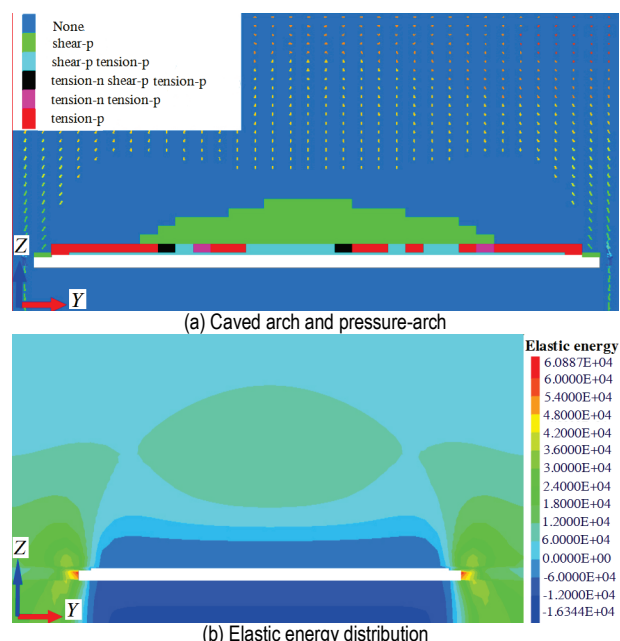 None
shear-p
shear-p tension-p
tension-n shear-p tension-p
tension-n tension-p
tension-p
Z
Y
(a) Caved arch and pressure-arch
Elastic energy
6.0887E+04
6.0000E+04
5.4000E+04
4.8000E+04
4.2000E+04
3.6000E+04
3.0000E+04
2.4000E+04
1.8000E+04
1.2000E+04
6.0000E+04
0.0000E+00
-6.0000E+04
-1.2000E+04
-1.6344E+04
Z
Y
(b) Elastic energy distribution